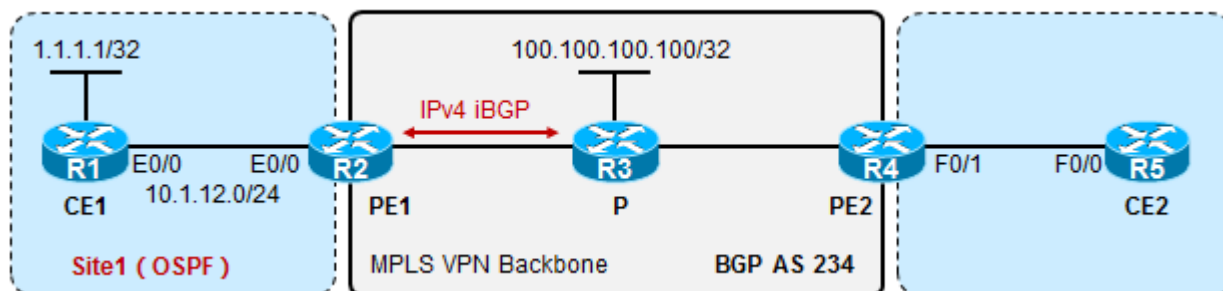 1.1.1.1/32
100.100.100.100/32
IPv4 iBGP
R1
E0/0
E0/0
R2
R3
R4
F0/1
F0/0
R5
10.1.12.0/24
CE1
PE1
P
PE2
CE2
Site1 ( OSPF )
MPLS VPN Backbone
BGP AS 234